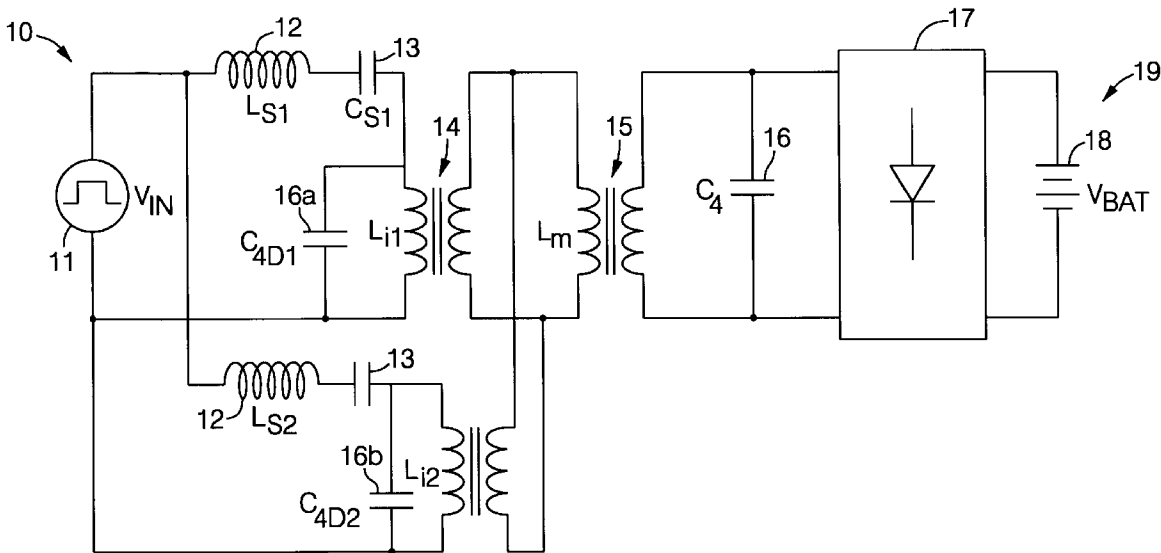 10
12
13
17
19
L_S1
C_S1
14
15
16
18
16a
V_IN
C_4D1
L_i1
L_m
C_4
V_BAT
11
13
12
L_S2
16b
L_i2
C_4D2